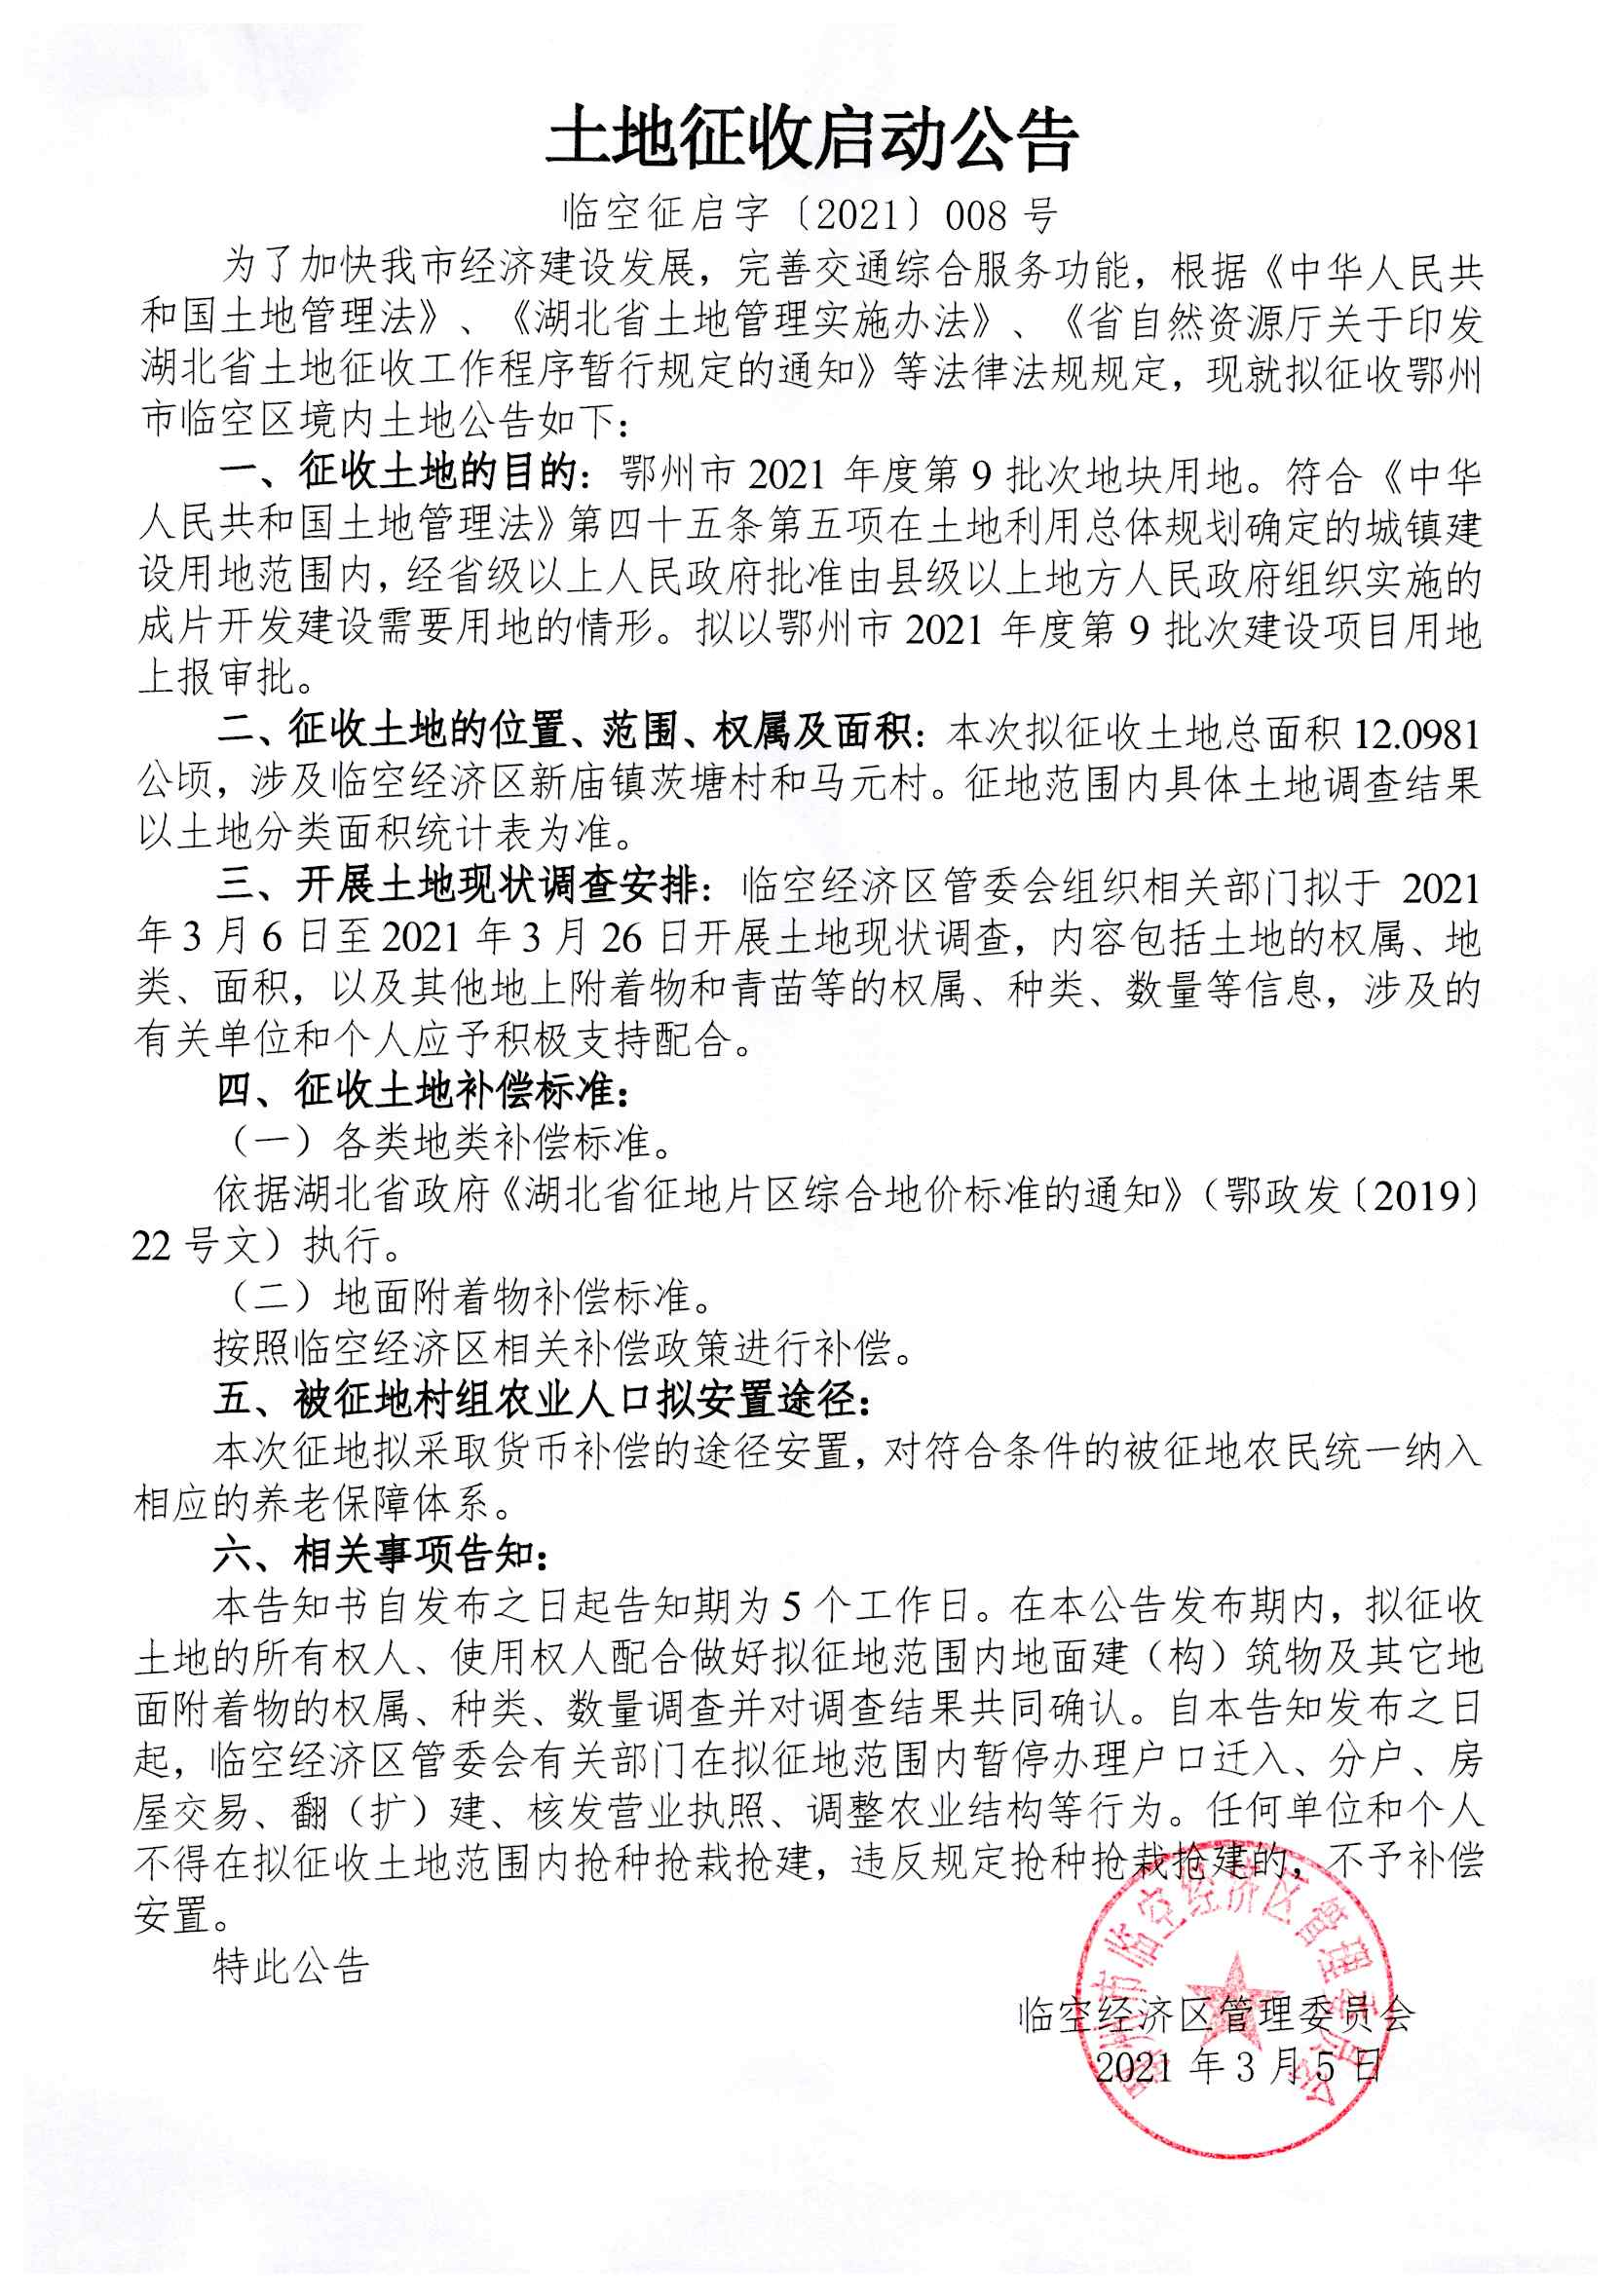 土地征收启动公告
临空征启字〔2021〕008 号
为了加快我市经济建设发展，完善交通综合服务功能，根据《中华人民共
和国土地管理法》、《湖北省土地管理实施办法》、《省自然资源厅关于印发
湖北省土地征收工作程序暂行规定的通知》等法律法规规定，现就拟征收鄂州
市临空区境内土地公告如下：
一、征收土地的目的：鄂州市 2021 年度第 9 批次地块用地。符合《中华
人民共和国土地管理法》第四十五条第五项在土地利用总体规划确定的城镇建
设用地范围内，经省级以上人民政府批准由县级以上地方人民政府组织实施的
成片开发建设需要用地的情形。拟以鄂州市 2021 年度第 9 批次建设项目用地
上报审批。
二、征收土地的位置、范围、权属及面积：本次拟征收土地总面积 12.0981
公顷，涉及临空经济区新庙镇茨塘村和马元村。征地范围内具体土地调查结果
以土地分类面积统计表为准。
三、开展土地现状调查安排：临空经济区管委会组织相关部门拟于 2021
年 3 月 6 日至 2021 年 3 月 26 日开展土地现状调查，内容包括土地的权属、地
类、面积，以及其他地上附着物和青苗等的权属、种类、数量等信息，涉及的
有关单位和个人应予积极支持配合。
四、征收土地补偿标准：
（一）各类地类补偿标准。
依据湖北省政府《湖北省征地片区综合地价标准的通知》（鄂政发〔2019〕
22 号文）执行。
（二）地面附着物补偿标准。
按照临空经济区相关补偿政策进行补偿。
五、被征地村组农业人口拟安置途径：
本次征地拟采取货币补偿的途径安置，对符合条件的被征地农民统一纳入
相应的养老保障体系。
六、相关事项告知：
本告知书自发布之日起告知期为 5 个工作日。在本公告发布期内，拟征收
土地的所有权人、使用权人配合做好拟征地范围内地面建（构）筑物及其它地
面附着物的权属、种类、数量调查并对调查结果共同确认。自本告知发布之日
起，临空经济区管委会有关部门在拟征地范围内暂停办理户口迁入、分户、房
屋交易、翻（扩）建、核发营业执照、调整农业结构等行为。任何单位和个人
不得在拟征收土地范围内抢种抢栽抢建，违反规定抢种抢栽抢建的，不予补偿
安置。
特此公告
临空经济区管理委员会
2021 年 3 月 5 日
鄂州市临空经济区管理委员会